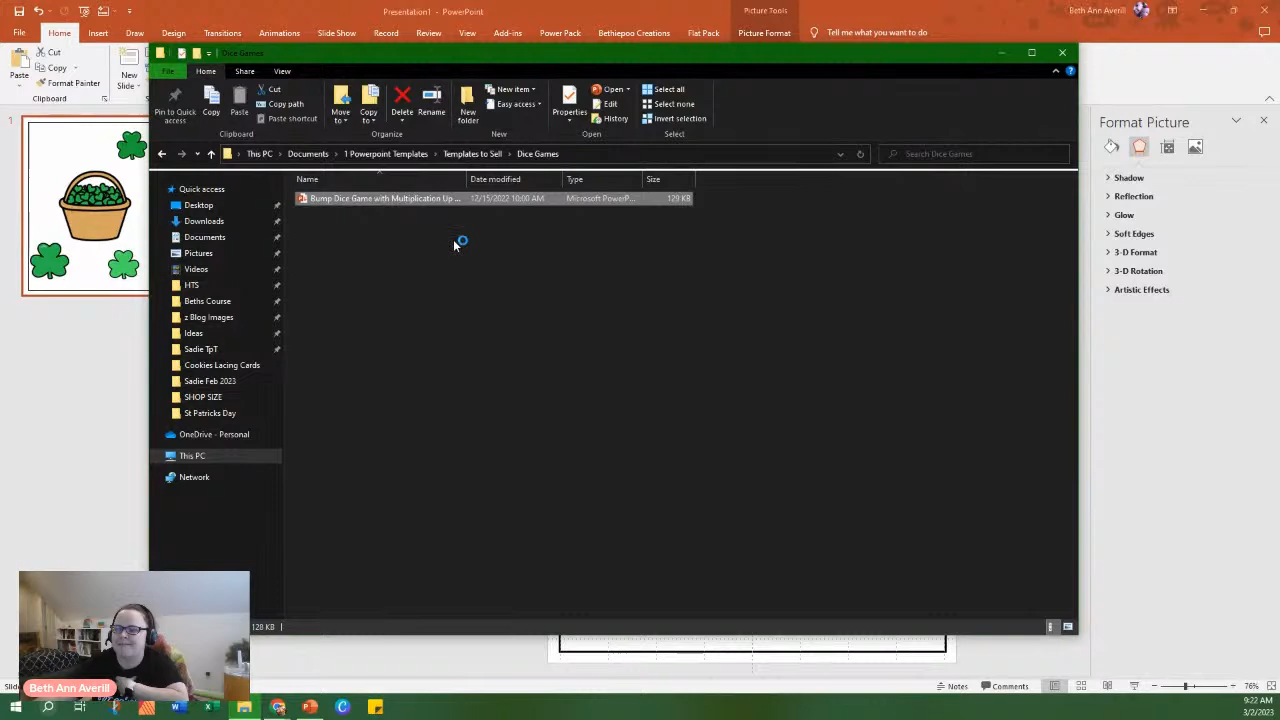 Presentation1 - PowerPoint
Picture Tools
Beth Ann Averill
File Home Insert Draw Design Transitions Animations Slide Show Record Review View Add-ins Power Pack Bethiepoo Creations Flat Pack Picture Format Tell me what you want to do
Dice Games
Paste
Cut
Copy
Format Painter
New
Slide
Clipboard
File Home Share View
Pin to Quick
access
Copy
Paste
Cut
Copy path
Paste shortcut
Clipboard
Move
to
Copy
to
Delete
Rename
Organize
New
folder
New item
Easy access
New
Properties
Open
Edit
History
Open
Select all
Select none
Invert selection
Select
This PC
Documents
1 Powerpoint Templates
Templates to Sell
Dice Games
Search Dice Games
Name
Date modified
Type
Size
Bump Dice Game with Multiplication Up ...
12/15/2022 10:00 AM
Microsoft PowerP...
129 KB
Quick access
Desktop
Downloads
Documents
Pictures
Videos
HTS
Beths Course
z Blog Images
Ideas
Sadie TpT
Cookies Lacing Cards
Sadie Feb 2023
SHOP SIZE
St Patricks Day
OneDrive - Personal
This PC
Network
128 KB
1
Format Picture
Shadow
Reflection
Glow
Soft Edges
3-D Format
3-D Rotation
Artistic Effects
Beth Ann Averill
Notes
Comments
76%
9:22 AM
3/2/2023